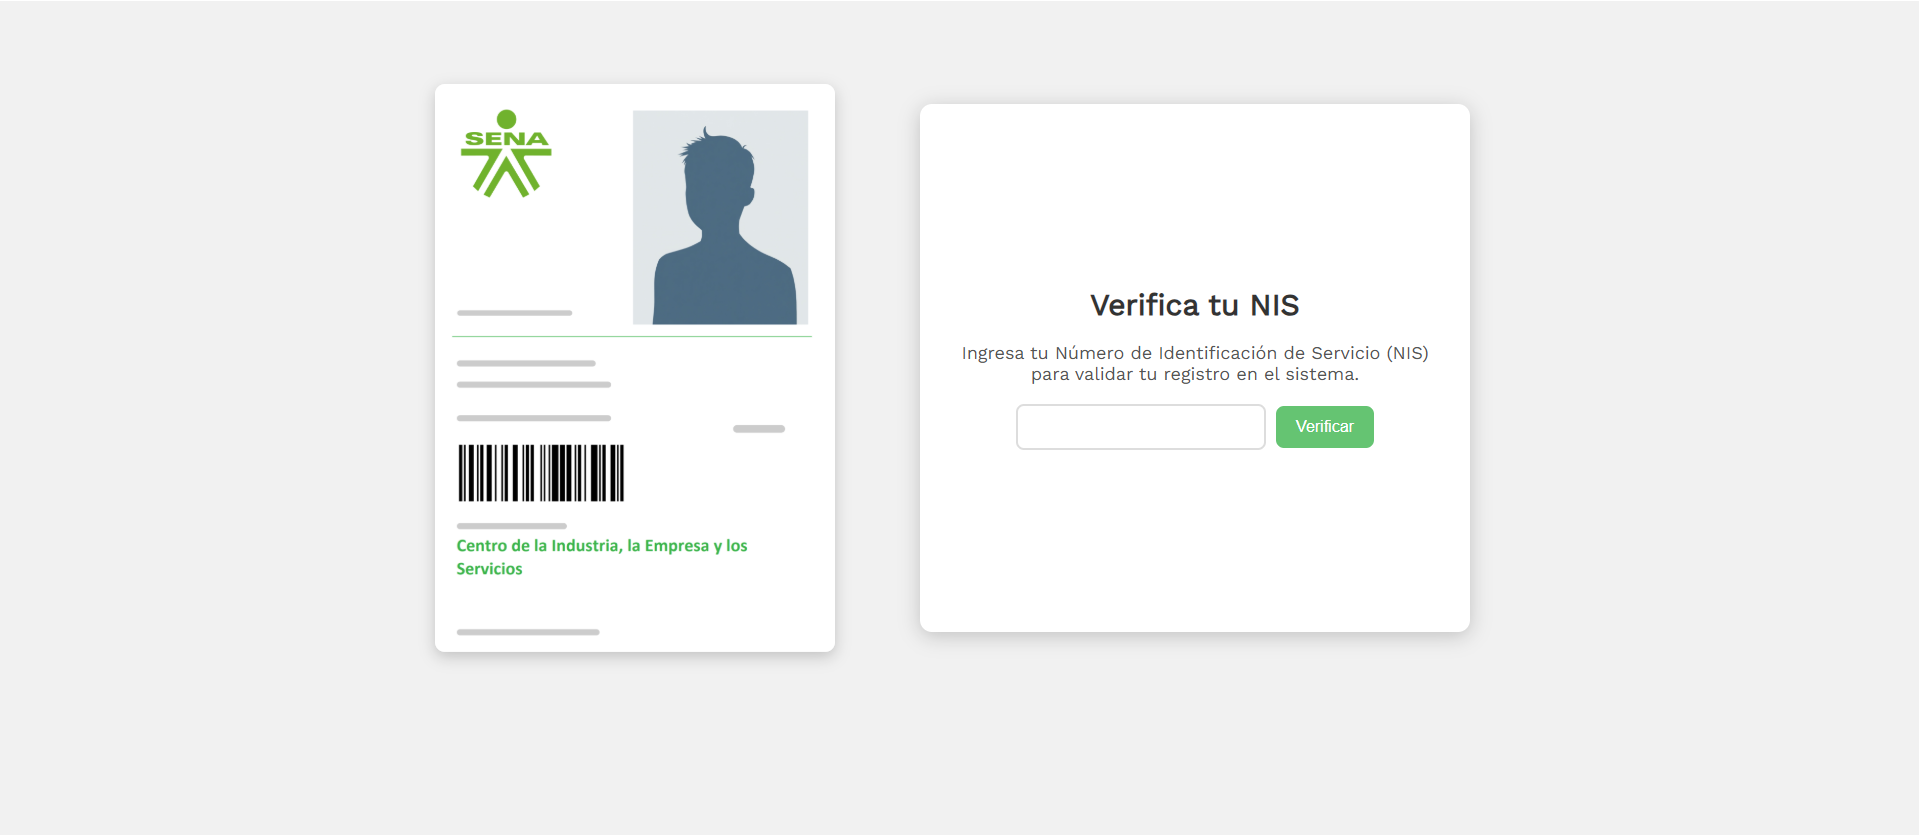 SENA
Centro de la Industria, la Empresa y los
Servicios
Verifica tu NIS
Ingresa tu Número de Identificación de Servicio (NIS)
para validar tu registro en el sistema.
Verificar